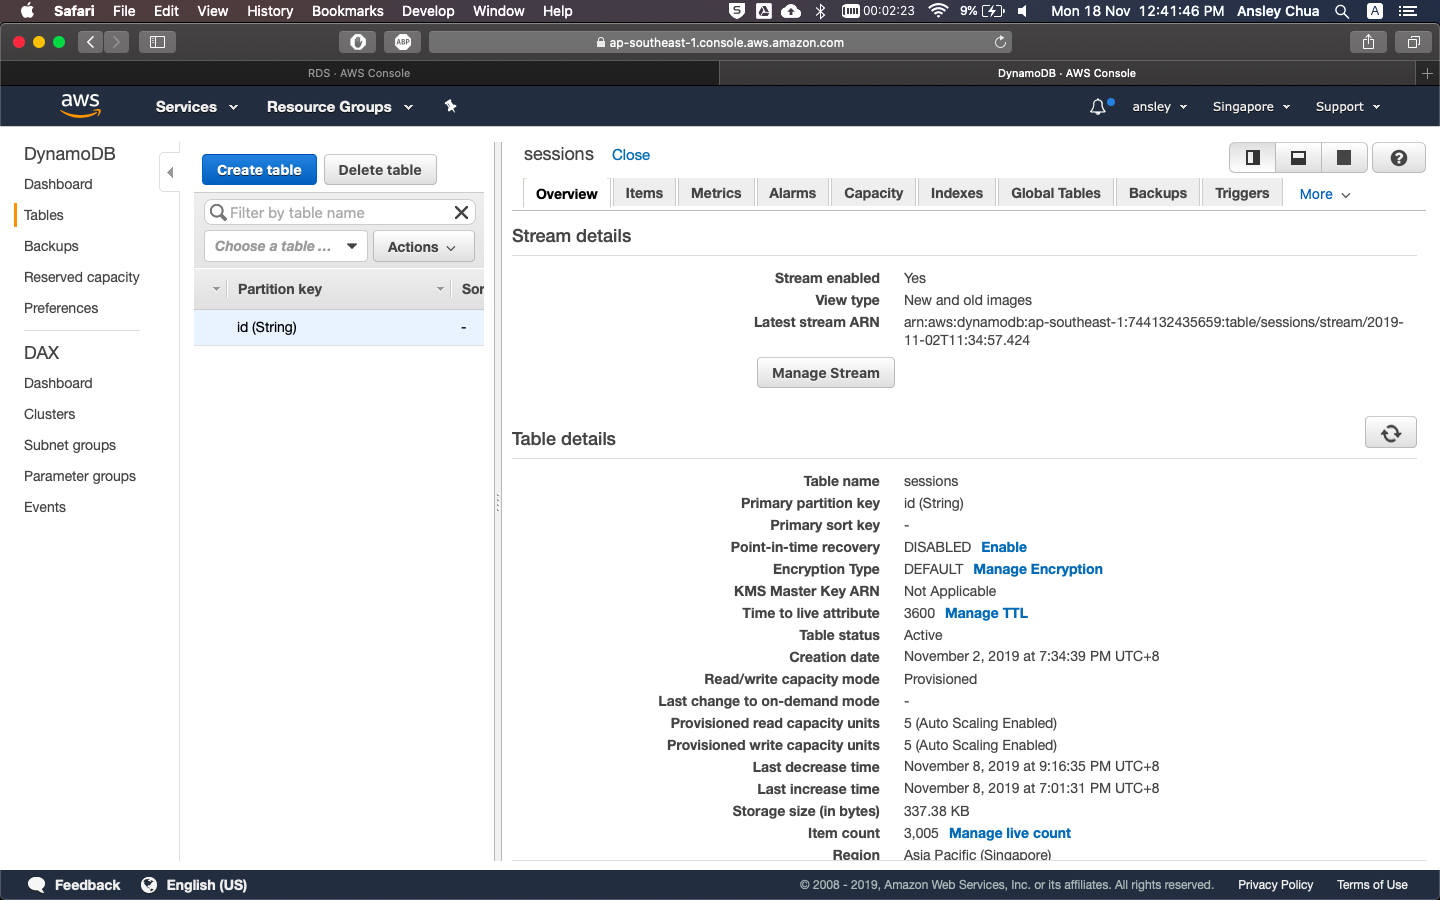 Safari File Edit View History Bookmarks Develop Window Help S 00:02:23 9% Mon 18 Nov 12:41:46 PM Ansley Chua A
ABP ap-southeast-1.console.aws.amazon.com
RDS · AWS Console DynamoDB · AWS Console
aws Services Resource Groups ansley Singapore Support
DynamoDB
Dashboard
Tables
Backups
Reserved capacity
Preferences
DAX
Dashboard
Clusters
Subnet groups
Parameter groups
Events
Create table Delete table
Filter by table name
Choose a table ... Actions
Partition key Sor
id (String) -
sessions Close
Overview Items Metrics Alarms Capacity Indexes Global Tables Backups Triggers More
Stream details
Stream enabled Yes
View type New and old images
Latest stream ARN arn:aws:dynamodb:ap-southeast-1:744132435659:table/sessions/stream/2019-
11-02T11:34:57.424
Manage Stream
Table details
Table name sessions
Primary partition key id (String)
Primary sort key -
Point-in-time recovery DISABLED Enable
Encryption Type DEFAULT Manage Encryption
KMS Master Key ARN Not Applicable
Time to live attribute 3600 Manage TTL
Table status Active
Creation date November 2, 2019 at 7:34:39 PM UTC+8
Read/write capacity mode Provisioned
Last change to on-demand mode -
Provisioned read capacity units 5 (Auto Scaling Enabled)
Provisioned write capacity units 5 (Auto Scaling Enabled)
Last decrease time November 8, 2019 at 9:16:35 PM UTC+8
Last increase time November 8, 2019 at 7:01:31 PM UTC+8
Storage size (in bytes) 337.38 KB
Item count 3,005 Manage live count
Region Asia Pacific (Singapore)
Feedback English (US) © 2008 - 2019, Amazon Web Services, Inc. or its affiliates. All rights reserved. Privacy Policy Terms of Use